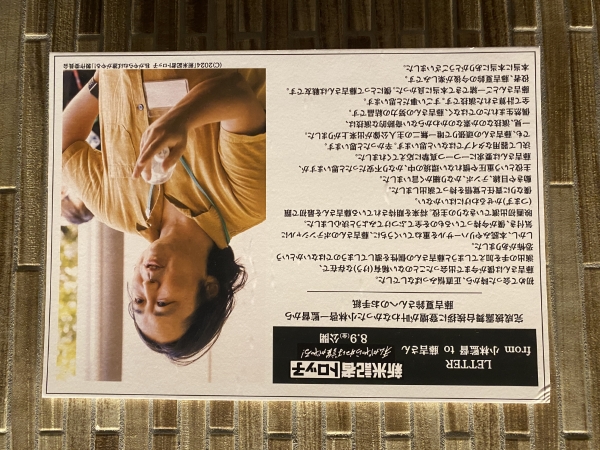 LETTER
from 小林監督 to 藤吉さん
新米記者トロッ子
私がやらねば誰がやる!
8.9(金)公開
完成披露舞台挨拶に登壇が叶わなかった小林啓一監督から
藤吉夏鈴さんへのお手紙
初めて会った時から、正直悩みっぱなしでした。
藤吉さんは僕が今まで出会ったことのない稀有(けう)な存在で、
演出の手を加えてしまうと藤吉さんの個性を潰してしまうのではないかという
恐怖がありました。
しかし、本読みやリハーサルを重ねていくうちに、藤吉さんのポテンシャルに
気付き、僕が今持っているものを全てぶつけてみようと決心しました。
映画初出演でいきなりの主役。将来を期待されている藤吉さんを最初で躓
(つまず)かせるわけにはいかない。
僕なりに責任と覚悟を持って演出しました。
動きや目線、テンポ、かなり細かく言いました。
主役という重圧や慣れない環境の中、かなり不安だったと思いますが、
藤吉さんは要求に一つ一つ真摯に応えてくれました。
決して器用なタイプではないと思います。辛かったと思います。
でも、藤吉さんの頑張りで唯一無二の主人公像が出来上がりました。
一見、演技なのか素なのかわからない奇跡的な演技は、
偶然生まれたのではなく、藤吉さんの努力の結晶です。
全て計算された演技です。すごい事だと思います。
藤吉さんとご一緒できて本当に良かった。僕にとって藤吉さんは戦友です。
役者、藤吉夏鈴の今後が楽しみです。
本当に本当にありがとうございました。
(C)2024「新米記者トロッ子 私がやらねば誰がやる!」製作委員会